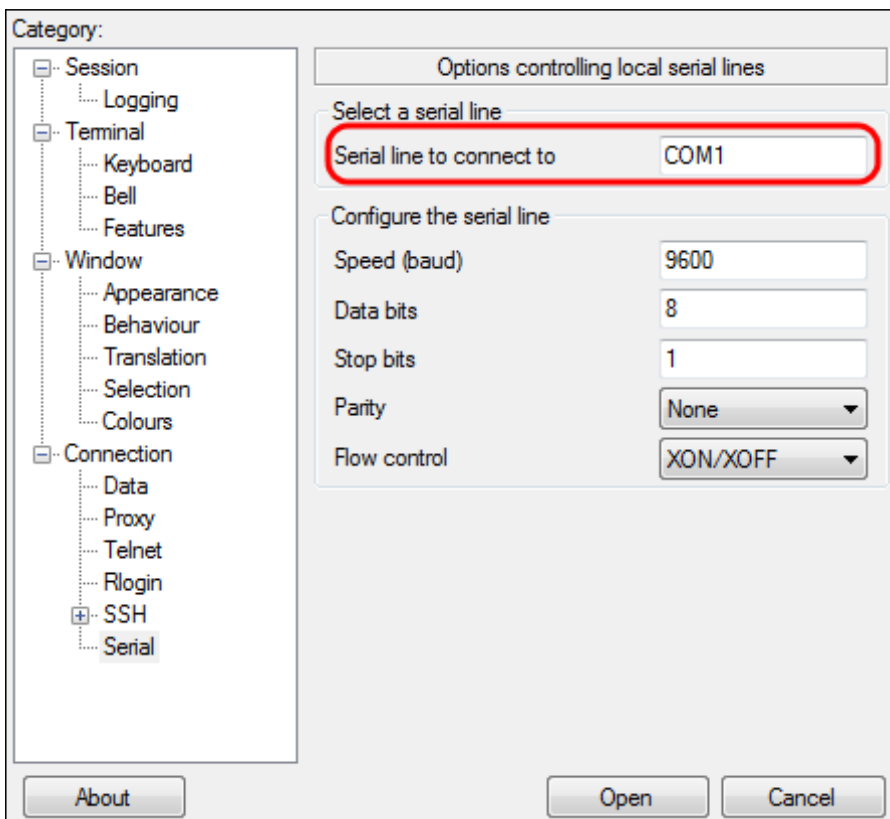 Category:
Session
Logging
Terminal
Keyboard
Bell
Features
Window
Appearance
Behaviour
Translation
Selection
Colours
Connection
Data
Proxy
Telnet
Rlogin
SSH
Serial
Options controlling local serial lines
Select a serial line
Serial line to connect to COM1
Configure the serial line
Speed (baud) 9600
Data bits 8
Stop bits 1
Parity None
Flow control XON/XOFF
About Open Cancel